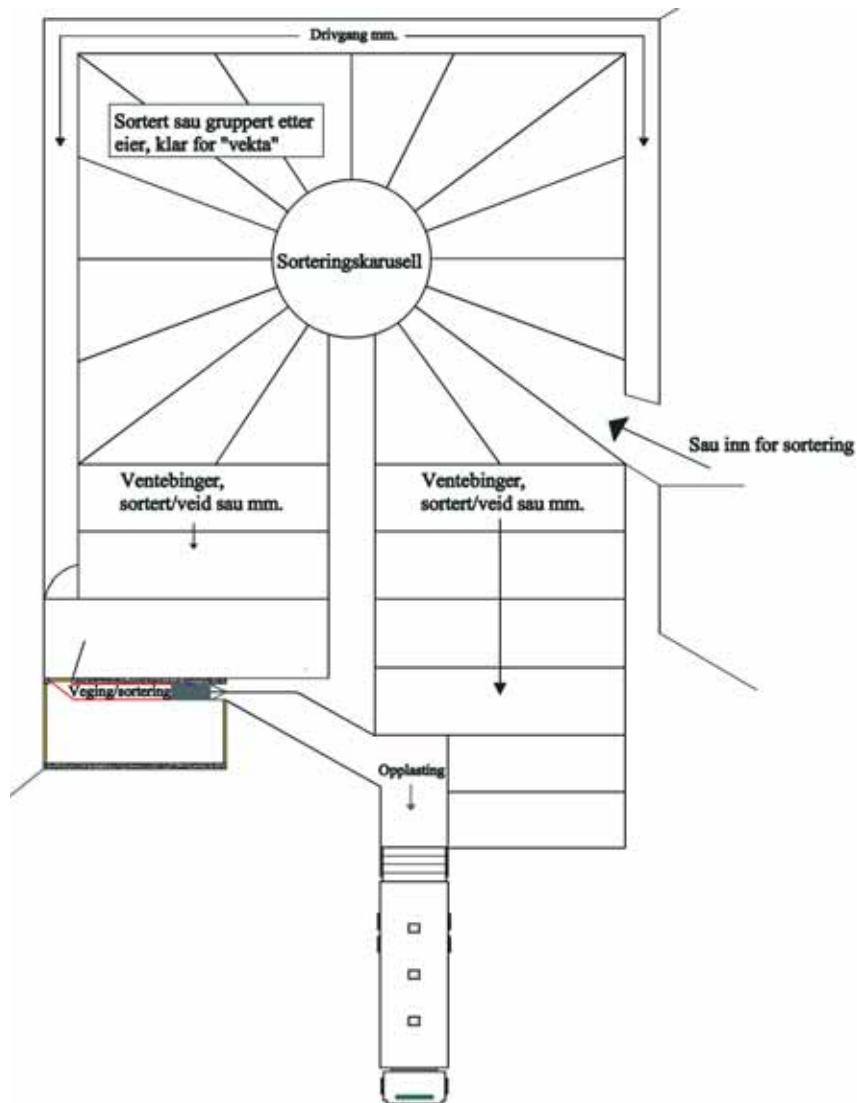 Drivgang mm.
Sortert sau gruppert etter
eier, klar for "vekta"
Sorteringskarusell
Sau inn for sortering
Ventebinger,
sortert/veid sau mm.
Ventebinger,
sortert/veid sau mm.
Veging/sortering
Opplasting